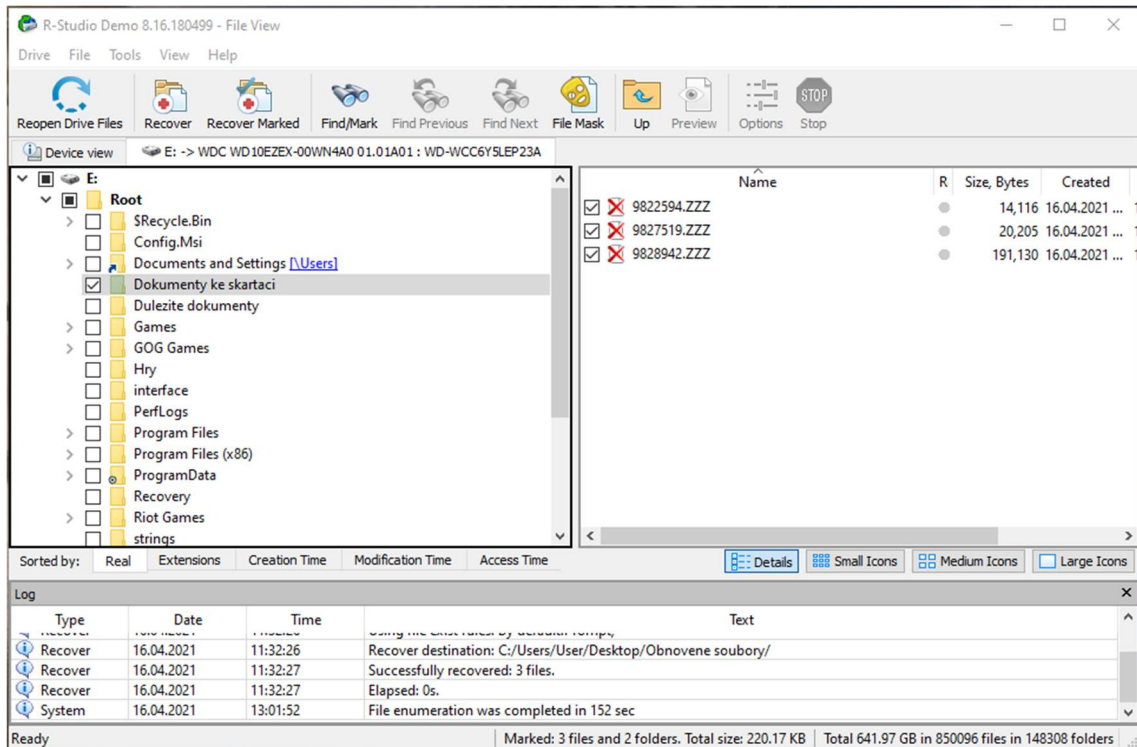 R-Studio Demo 8.16.180499 - File View
Drive File Tools View Help
Reopen Drive Files Recover Recover Marked Find/Mark Find Previous Find Next File Mask Up Preview Options STOP Stop
Device view E: -> WDC WD10EZEX-00WN4A0 01.01A01 : WD-WCC6Y5LEP23A
E:
Root
$Recycle.Bin
Config.Msi
Documents and Settings [\Users]
Dokumenty ke skartaci
Dulezite dokumenty
Games
GOG Games
Hry
interface
PerfLogs
Program Files
Program Files (x86)
ProgramData
Recovery
Riot Games
strings
Name R Size, Bytes Created
9822594.ZZZ 14,116 16.04.2021 ...
9827519.ZZZ 20,205 16.04.2021 ...
9828942.ZZZ 191,130 16.04.2021 ...
Sorted by: Real Extensions Creation Time Modification Time Access Time
Details Small Icons Medium Icons Large Icons
Log
Type Date Time Text
Recover 16.04.2021 11:32:26 Recover destination: C:/Users/User/Desktop/Obnovene soubory/
Recover 16.04.2021 11:32:27 Successfully recovered: 3 files.
Recover 16.04.2021 11:32:27 Elapsed: 0s.
System 16.04.2021 13:01:52 File enumeration was completed in 152 sec
Ready Marked: 3 files and 2 folders. Total size: 220.17 KB Total 641.97 GB in 850096 files in 148308 folders